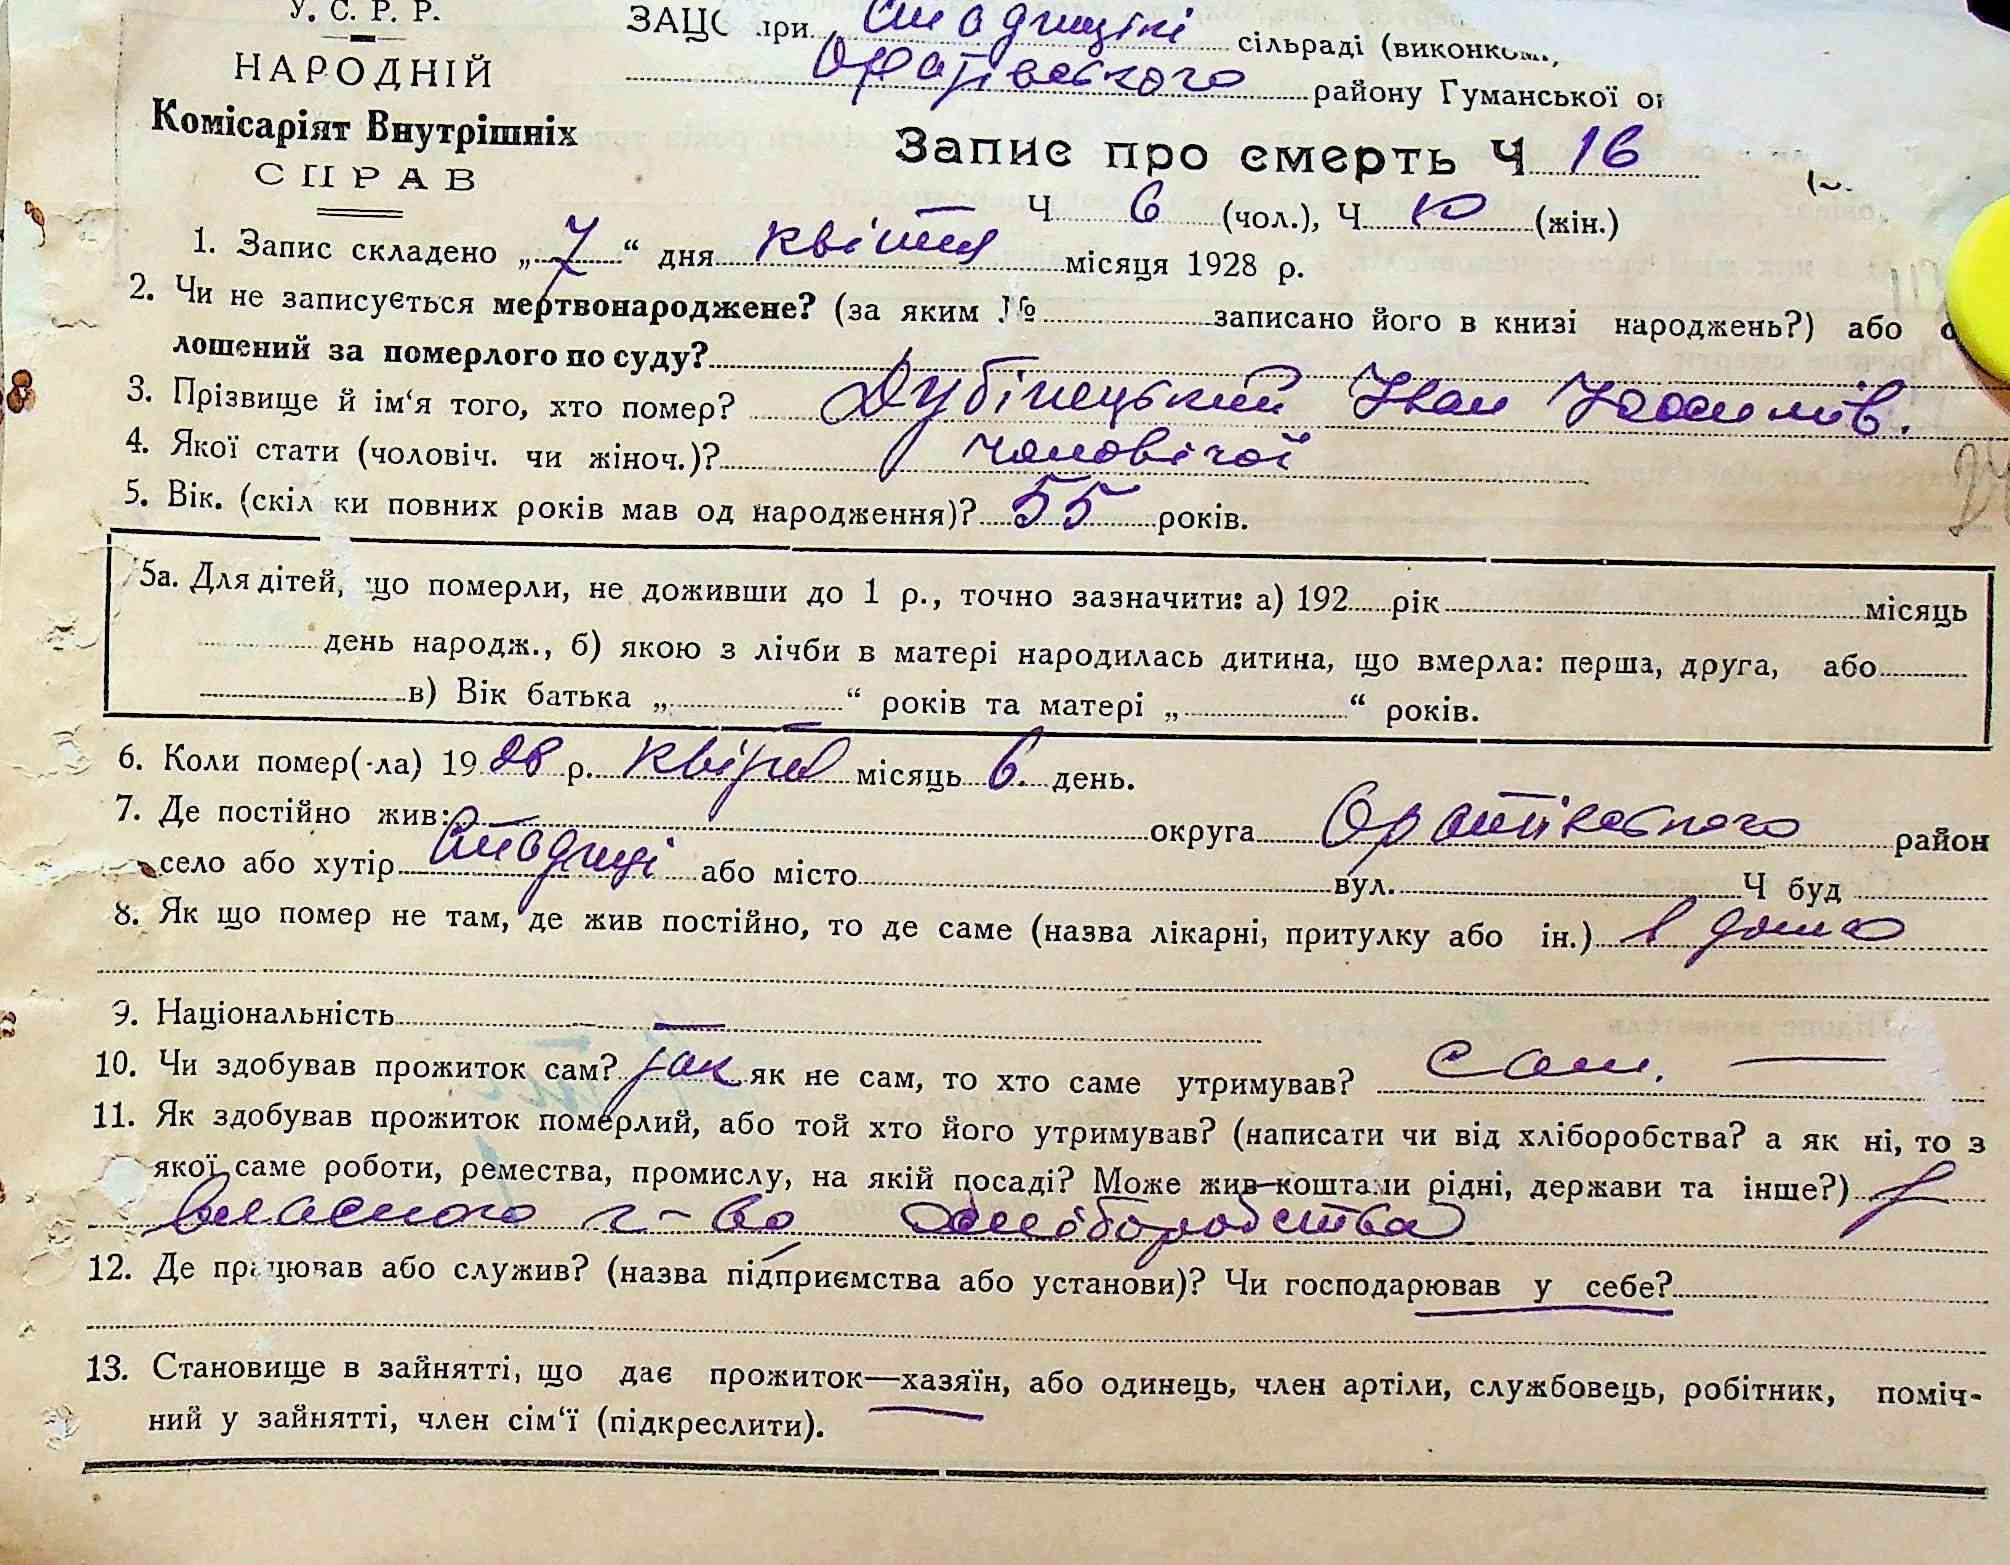 У. С. Р. Р.
НАРОДНІЙ
Комісаріят Внутрішніх
СПРАВ
ЗАЦС при сільраді (виконком.,
Оратівського району Гуманської ок
Запис про смерть Ч 16
Ч 6 (чол.), Ч 10 (жін.)
1. Запис складено „7“ дня квітня місяця 1928 р.
2. Чи не записується мертвонароджене? (за яким № записано його в книзі народжень?) або о
лошений за померлого по суду?
3. Прізвище й ім‘я того, хто помер? Дубінецький Іван
4. Якої стати (чоловіч. чи жіноч.)? чоловічої
5. Вік. (скіл ки повних років мав од народження)? 55 років.
5а. Для дітей, що померли, не доживши до 1 р., точно зазначити: а) 192 рік місяць
день народж., б) якою з лічби в матері народилась дитина, що вмерла: перша, друга, або
в) Вік батька „ “ років та матері „ “ років.
6. Коли помер(-ла) 1928 р. квітня місяць 6 день.
7. Де постійно жив: округа Оратівського район
село або хутір або місто вул. Ч буд
8. Як що помер не там, де жив постійно, то де саме (назва лікарні, притулку або ін.) в дома
9. Національність —
10. Чи здобував прожиток сам? так як не сам, то хто саме утримував? сам. —
11. Як здобував прожиток померлий, або той хто його утримував? (написати чи від хліборобства? а як ні, то з
якої саме роботи, ремества, промислу, на якій посаді? Може жив коштами рідні, держави та інше?) з
власного г-во хліборобства
12. Де працював або служив? (назва підприємства або установи)? Чи господарював у себе?
13. Становище в зайнятті, що дає прожиток—хазяїн, або одинець, член артіли, службовець, робітник, поміч-
ний у зайнятті, член сім‘ї (підкреслити).